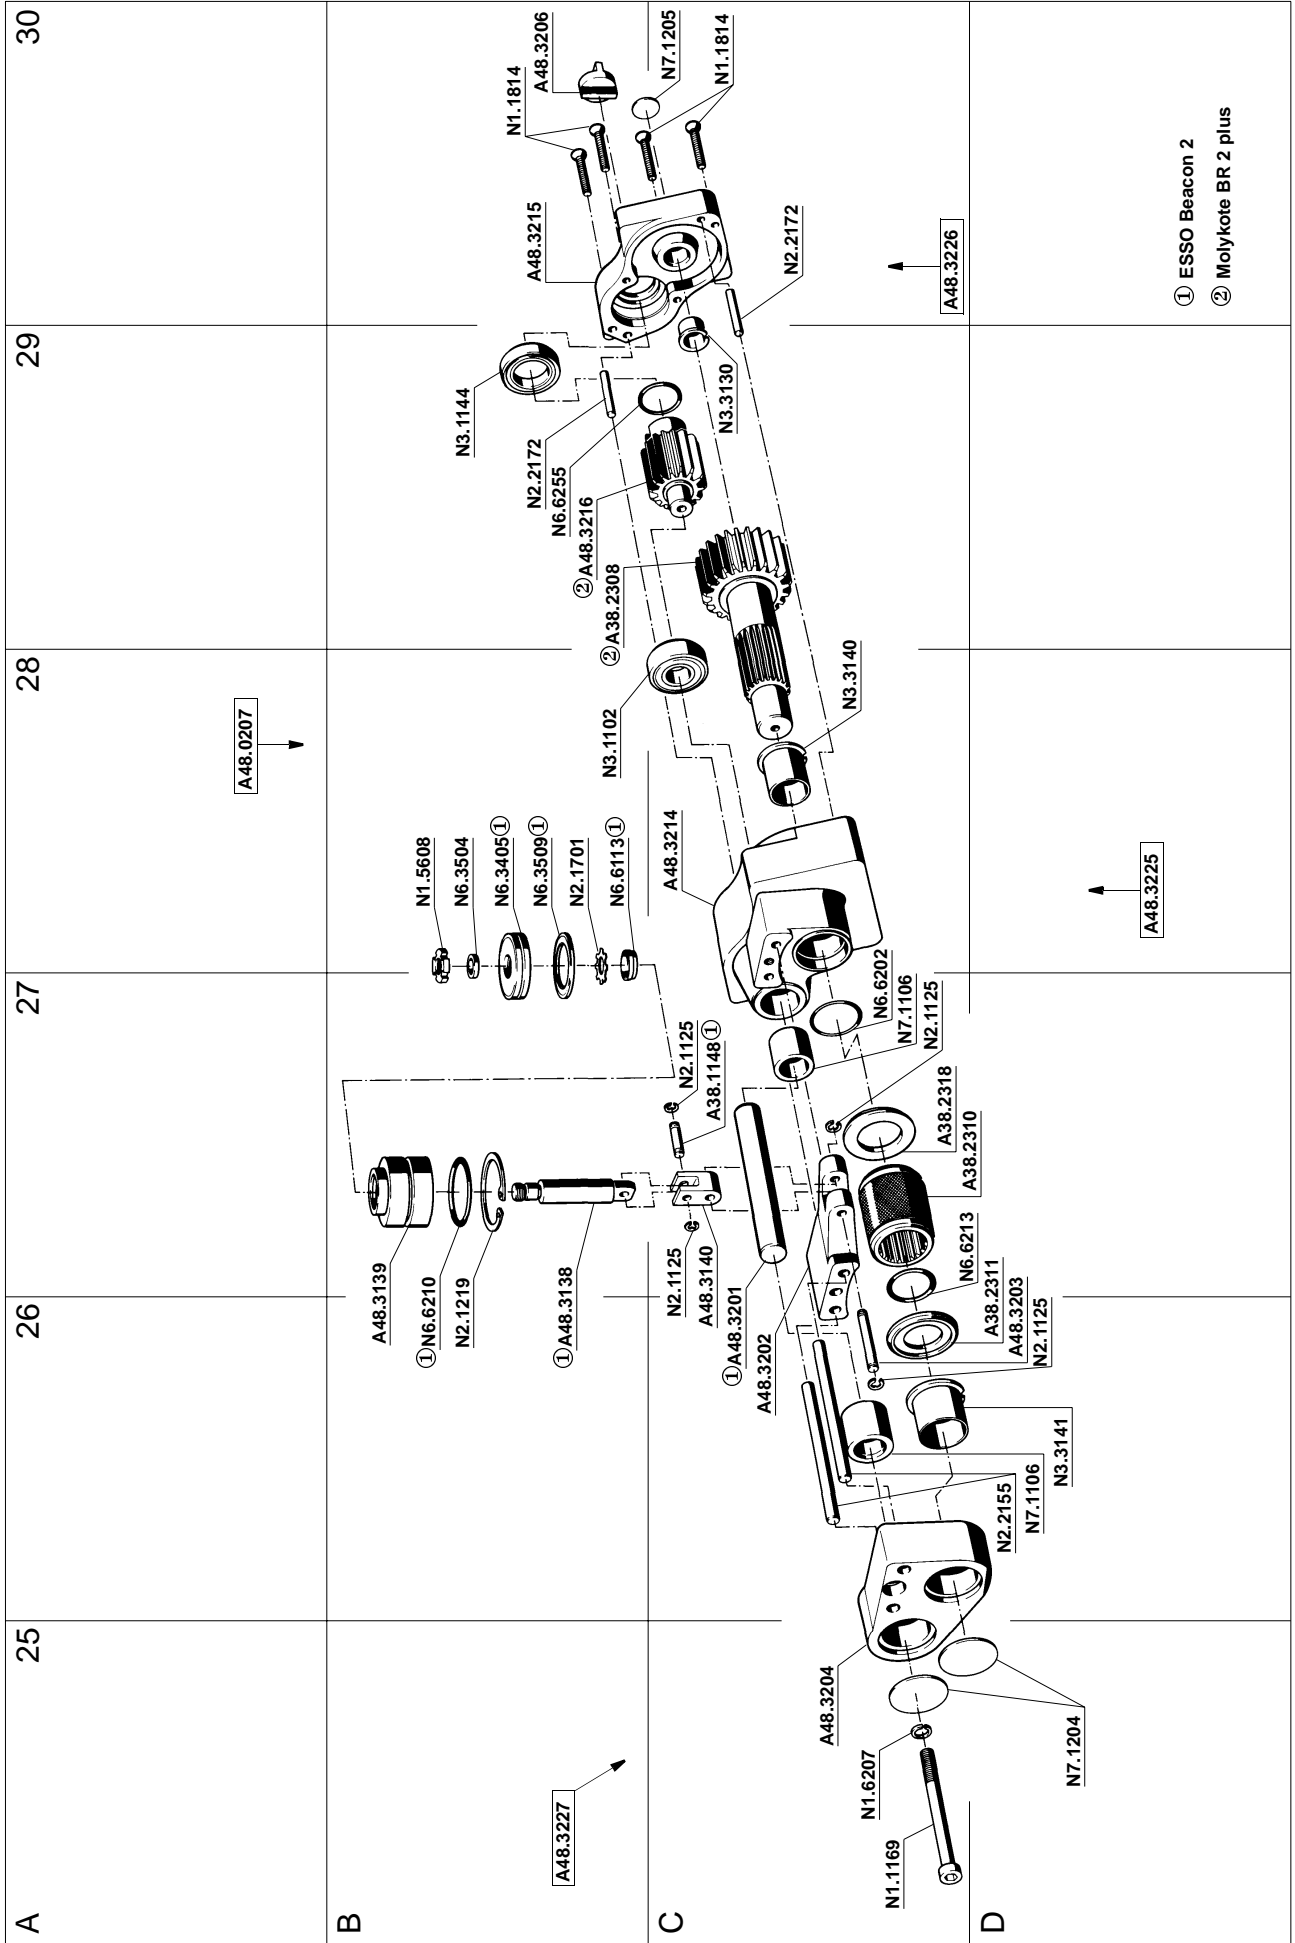 25
26
27
28
29
30
A
B
C
D
A48.0207
A48.3227
A48.3139
①N6.6210
N2.1219
①A48.3138
N1.5608
N6.3504
N6.3405①
N6.3509①
N2.1701
N6.6113①
N3.1102
N3.1144
N2.2172
N6.6255
②A48.3216
②A38.2308
N1.1814
A48.3206
A48.3215
N7.1205
N1.1814
N2.1125
A48.3140
①A48.3201
A48.3202
N2.1125
A38.1148①
A48.3214
N3.3130
N2.2172
N3.3140
N6.6202
N7.1106
N2.1125
A38.2318
A38.2310
N6.6213
A38.2311
A48.3203
N2.1125
N3.3141
N7.1106
N2.2155
A48.3204
N1.6207
N1.1169
N7.1204
A48.3226
A48.3225
① ESSO Beacon 2
② Molykote BR 2 plus